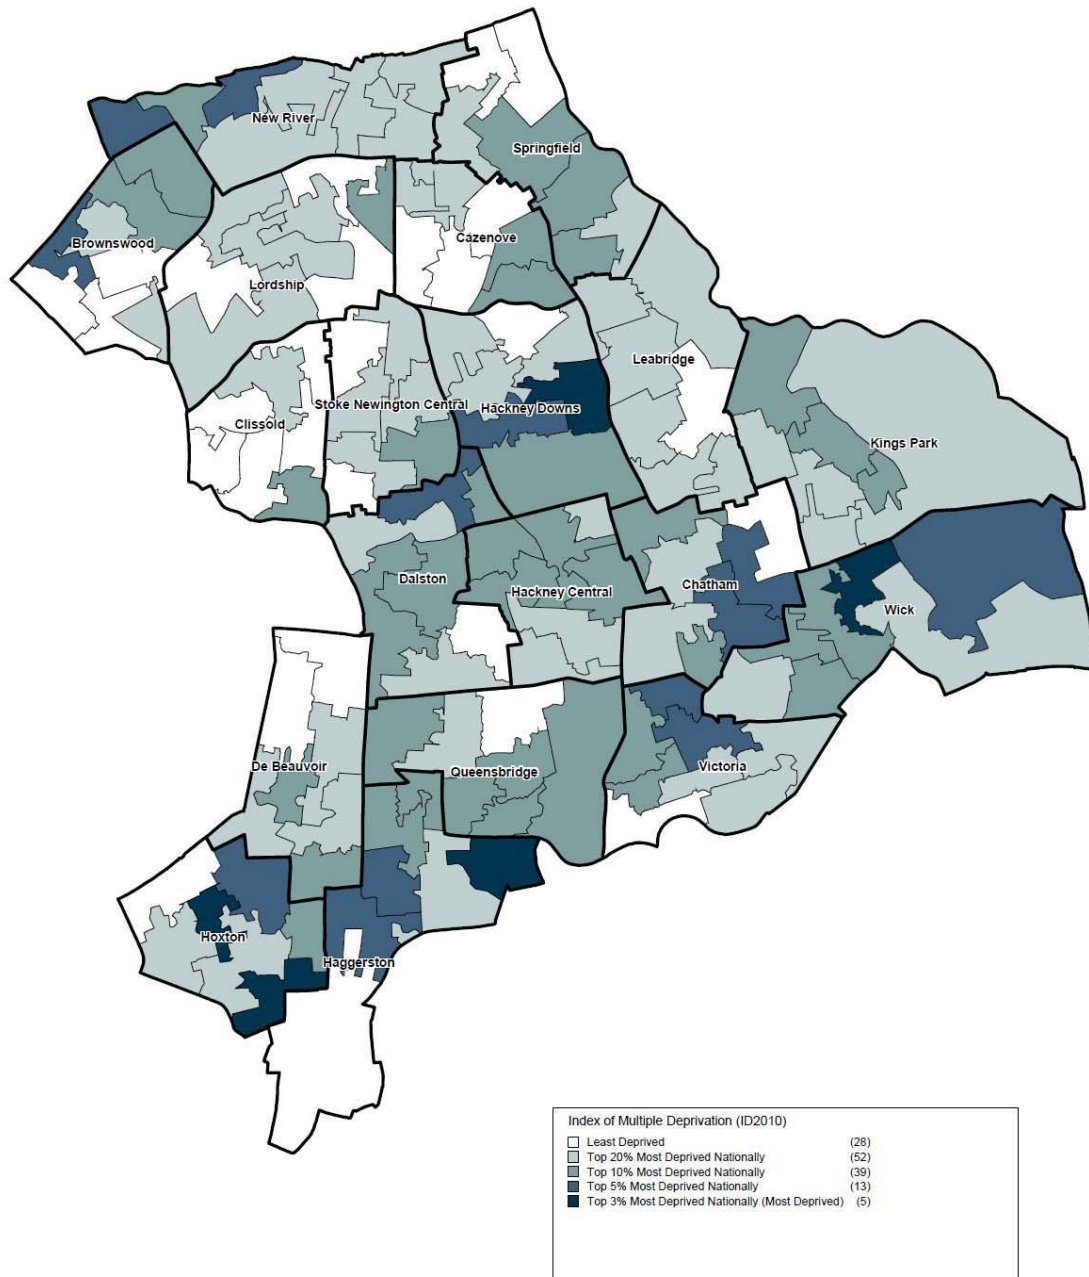 New River
Springfield
Brownswood
Cazenove
Lordship
Leabridge
Stoke Newington Central
Hackney Downs
Clissold
Kings Park
Dalston
Hackney Central
Chatham
Wick
De Beauvoir
Queensbridge
Victoria
Hoxton
Haggerston
Index of Multiple Deprivation (ID2010)
Least Deprived (28)
Top 20% Most Deprived Nationally (52)
Top 10% Most Deprived Nationally (39)
Top 5% Most Deprived Nationally (13)
Top 3% Most Deprived Nationally (Most Deprived) (5)